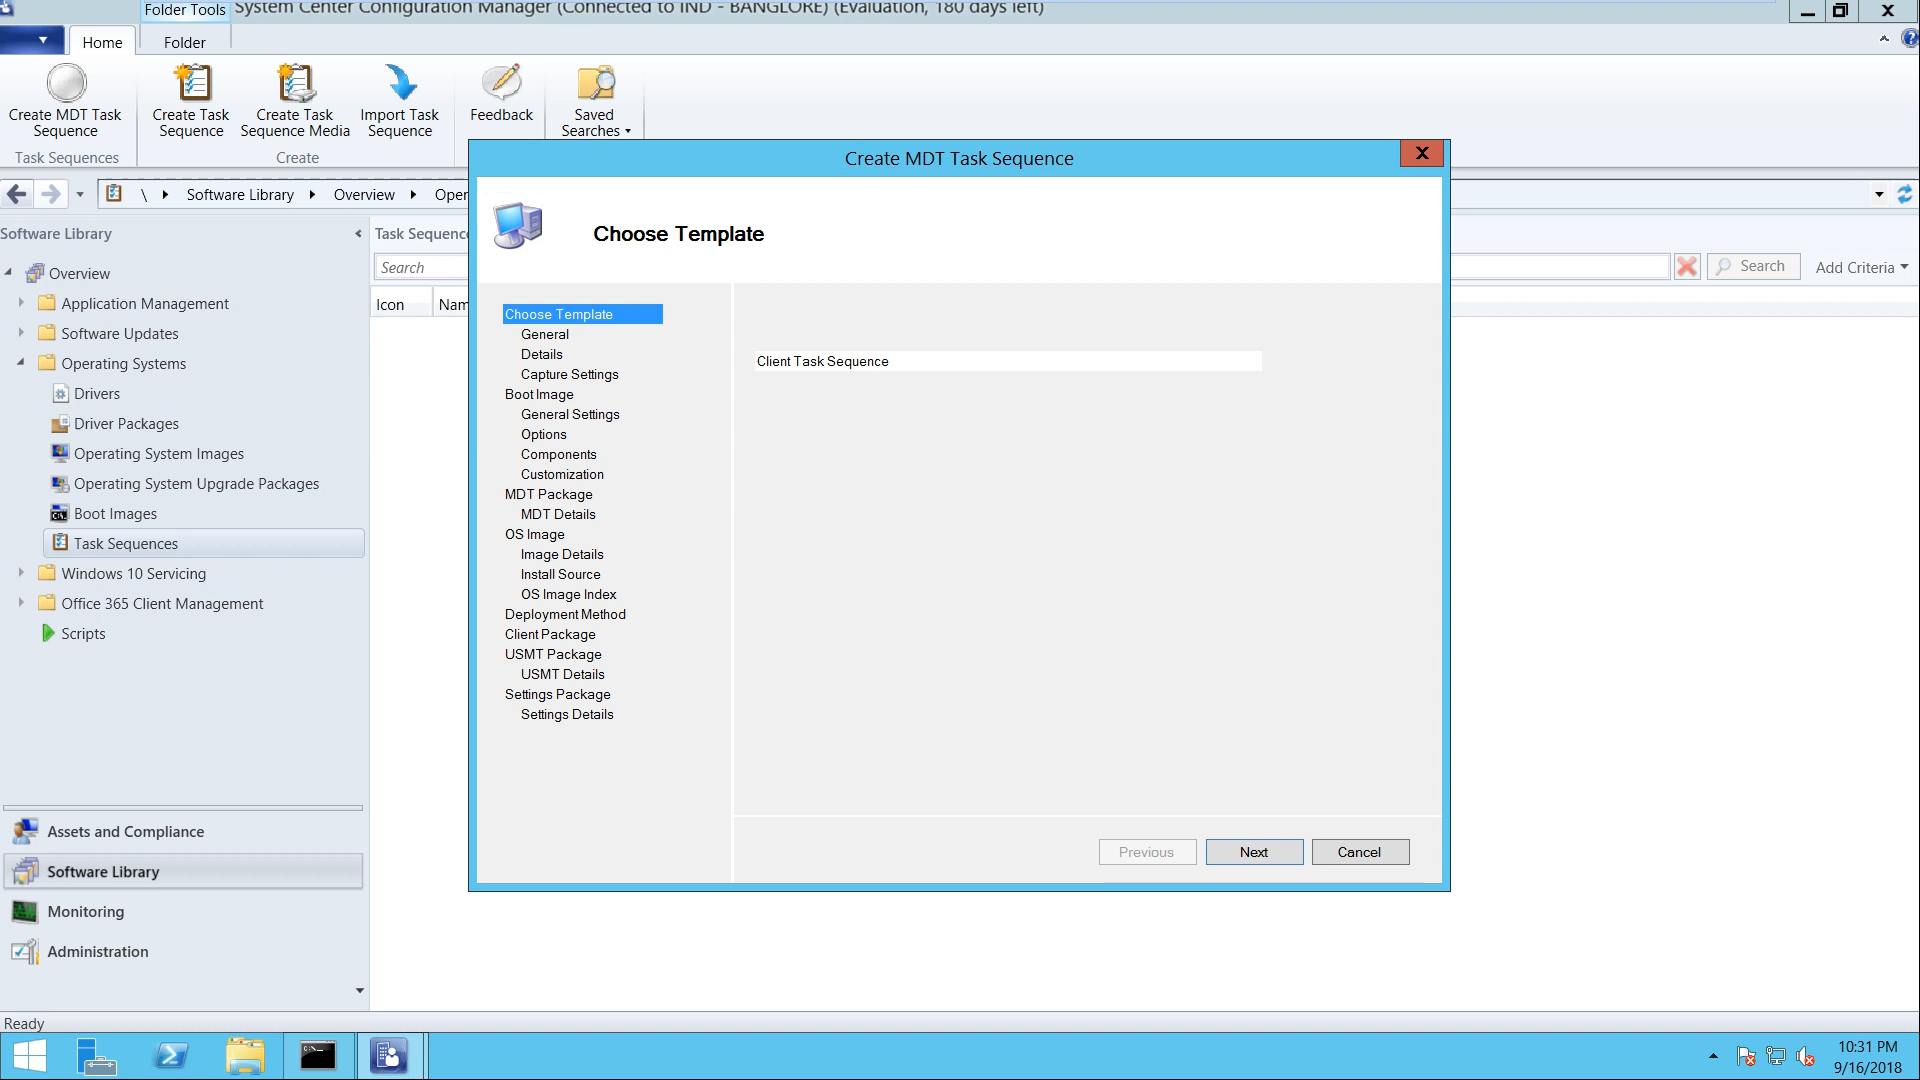 Folder Tools
System Center Configuration Manager (Connected to IND - BANGLORE) (Evaluation, 180 days left)
Home
Folder
Create MDT Task
Sequence
Create Task
Sequence
Create Task
Sequence Media
Import Task
Sequence
Feedback
Saved
Searches
Task Sequences
Create
Create MDT Task Sequence
X
\
Software Library
Overview
Oper
Software Library
Task Sequenc
Search
Search
Add Criteria
Icon
Nam
Overview
Application Management
Software Updates
Operating Systems
Drivers
Driver Packages
Operating System Images
Operating System Upgrade Packages
Boot Images
Task Sequences
Windows 10 Servicing
Office 365 Client Management
Scripts
Assets and Compliance
Software Library
Monitoring
Administration
Choose Template
Choose Template
General
Details
Capture Settings
Boot Image
General Settings
Options
Components
Customization
MDT Package
MDT Details
OS Image
Image Details
Install Source
OS Image Index
Deployment Method
Client Package
USMT Package
USMT Details
Settings Package
Settings Details
Client Task Sequence
Previous
Next
Cancel
Ready
10:31 PM
9/16/2018